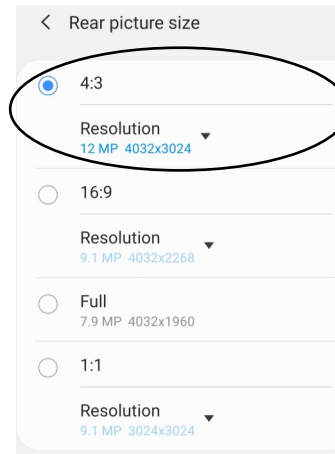 Rear picture size
4:3
Resolution
12 MP 4032x3024
16:9
Resolution
9.1 MP 4032x2268
Full
7.9 MP 4032x1960
1:1
Resolution
9.1 MP 3024x3024